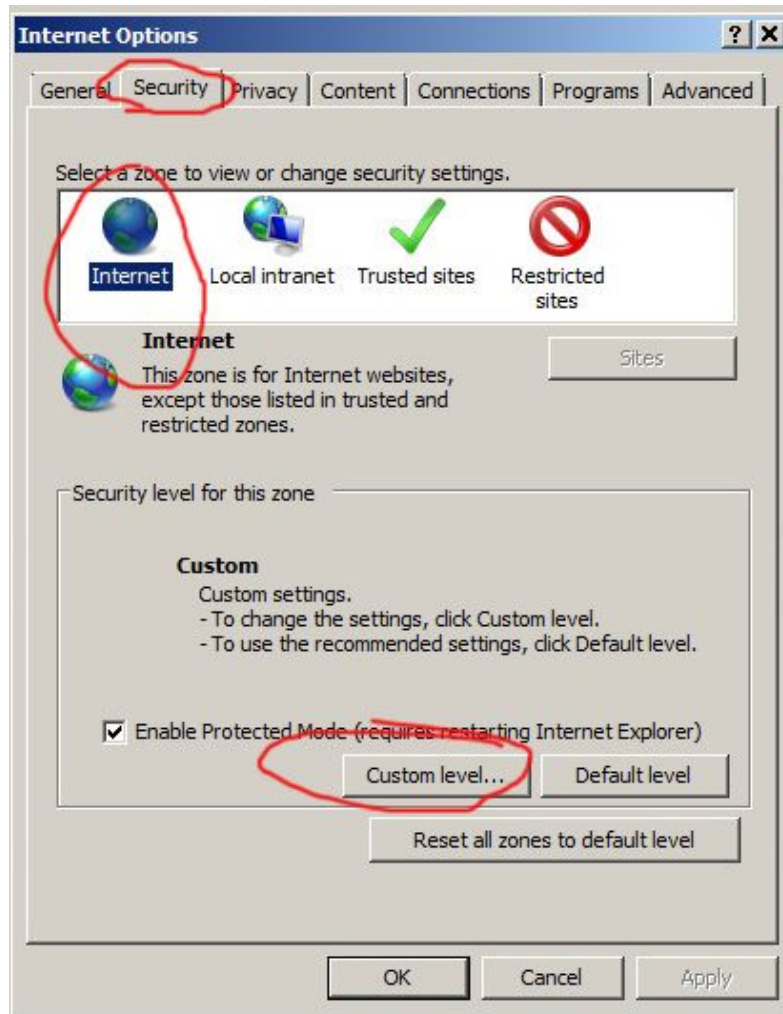 Internet Options
General Security Privacy Content Connections Programs Advanced
Select a zone to view or change security settings.
Internet Local intranet Trusted sites Restricted
sites
Internet
Sites
This zone is for Internet websites,
except those listed in trusted and
restricted zones.
Security level for this zone
Custom
Custom settings.
- To change the settings, click Custom level.
- To use the recommended settings, click Default level.
Enable Protected Mode (requires restarting Internet Explorer)
Custom level... Default level
Reset all zones to default level
OK Cancel Apply